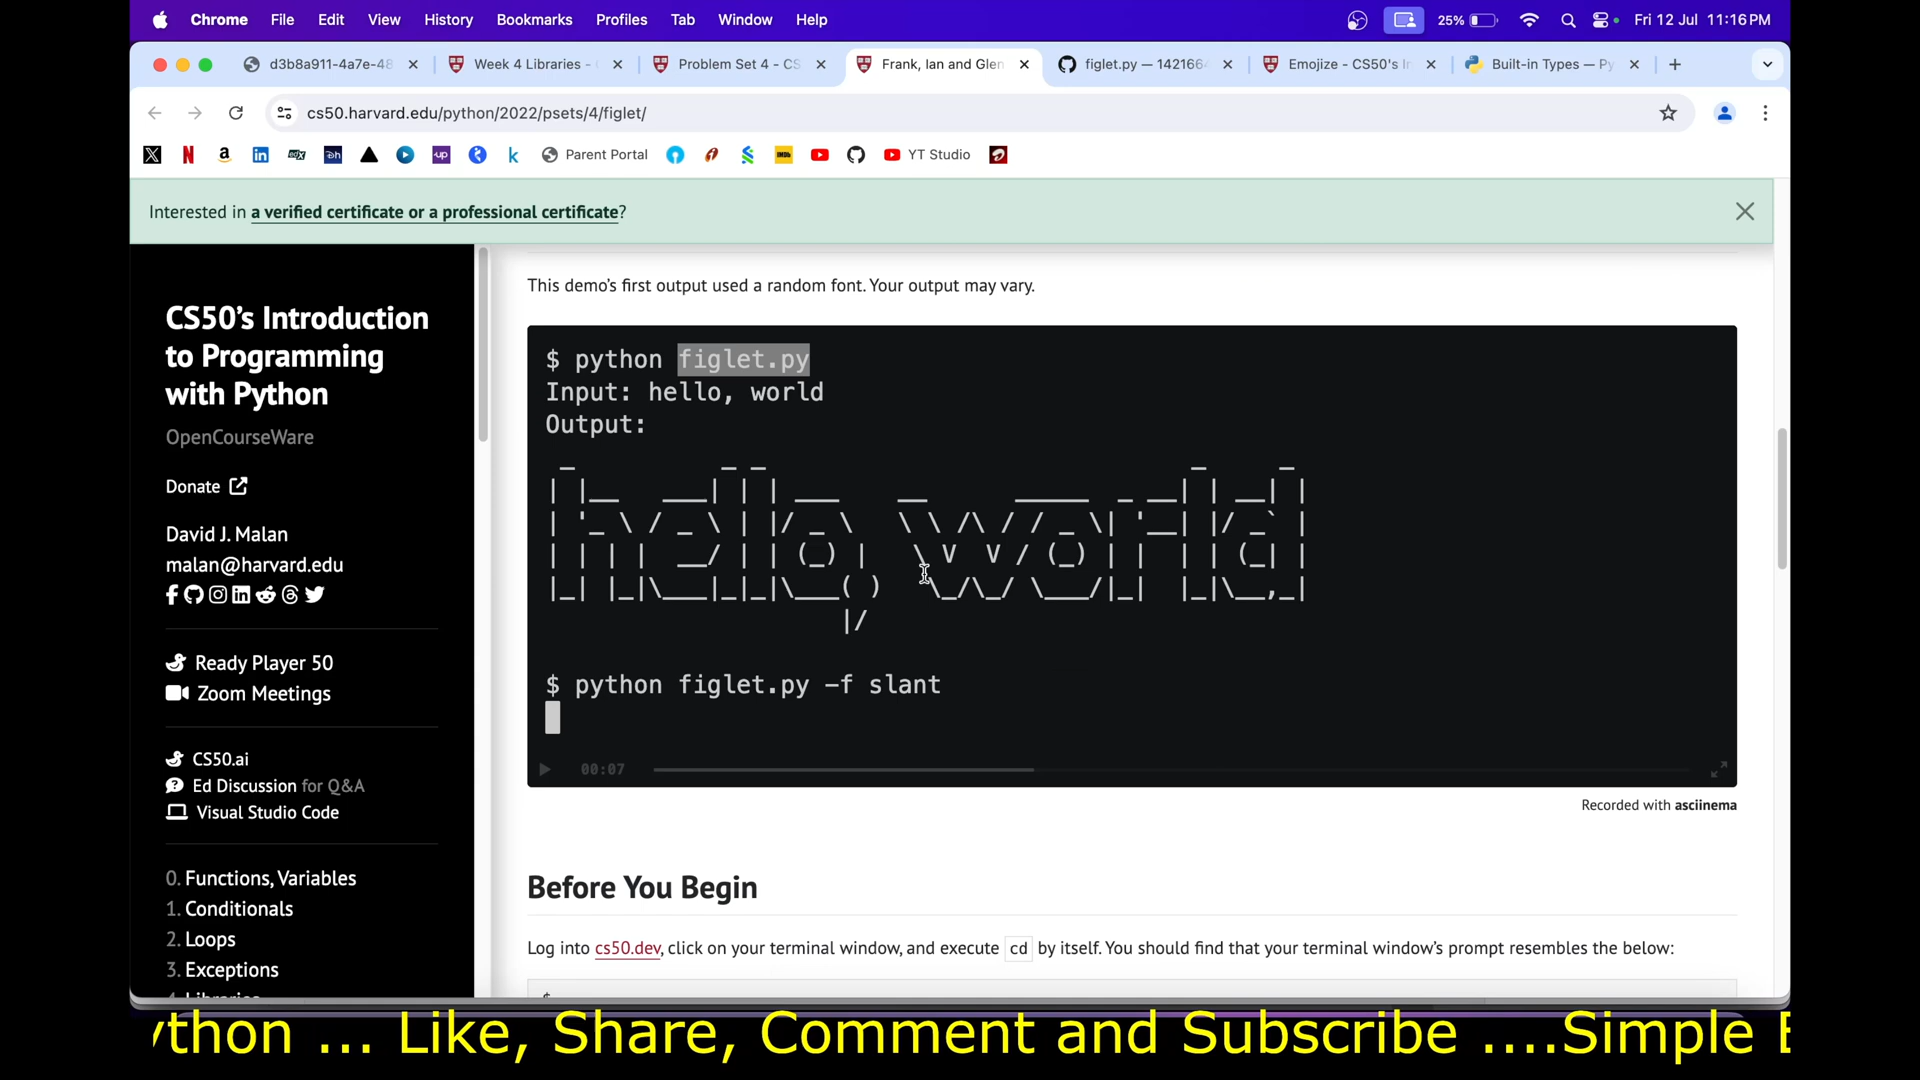 Chrome File Edit View History Bookmarks Profiles Tab Window Help 25% Fri 12 Jul 11:16 PM
d3b8a911-4a7e-48 Week 4 Libraries - Problem Set 4 - CS Frank, Ian and Glen figlet.py — 142166 Emojize - CS50's I Built-in Types — Py
cs50.harvard.edu/python/2022/psets/4/figlet/
Parent Portal YT Studio
Interested in a verified certificate or a professional certificate?
CS50’s Introduction
to Programming
with Python
OpenCourseWare
Donate
David J. Malan
malan@harvard.edu
Ready Player 50
Zoom Meetings
CS50.ai
Ed Discussion for Q&A
Visual Studio Code
0. Functions, Variables
1. Conditionals
2. Loops
3. Exceptions
4. Libraries
This demo’s first output used a random font. Your output may vary.
$ python figlet.py
Input: hello, world
Output:
hello, world
$ python figlet.py -f slant
00:07
Recorded with asciinema
Before You Begin
Log into cs50.dev, click on your terminal window, and execute cd by itself. You should find that your terminal window’s prompt resembles the below:
$
ython ... Like, Share, Comment and Subscribe ....Simple